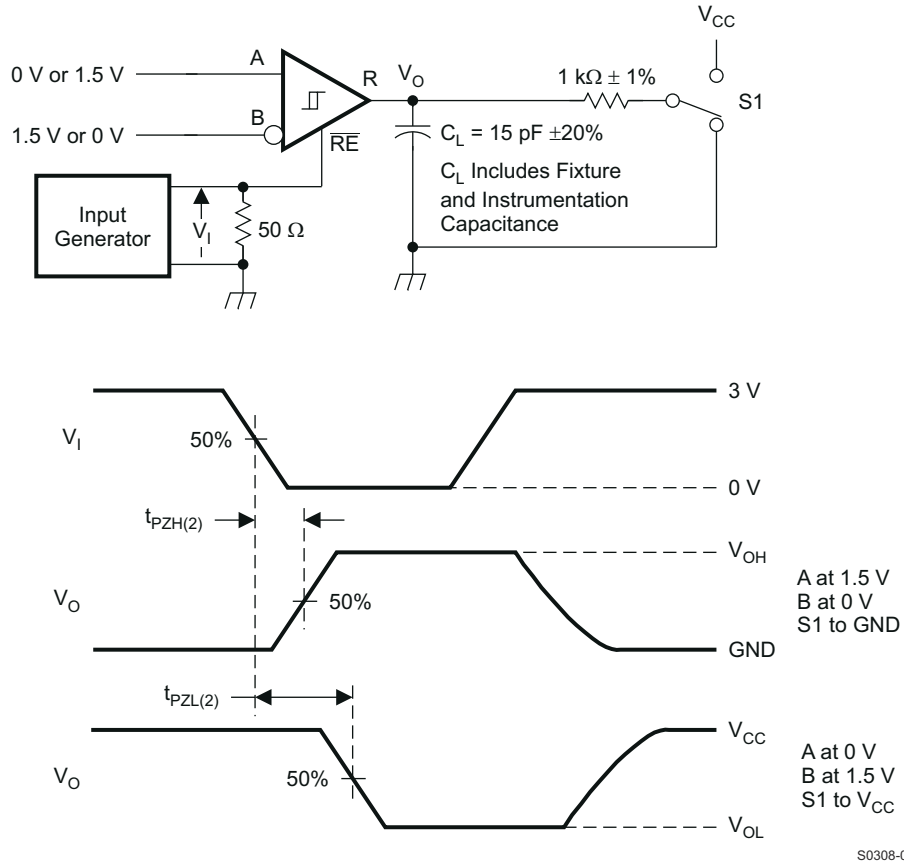 V_CC
0 V or 1.5 V
A
R
V_O
1 kΩ ± 1%
S1
1.5 V or 0 V
B
R̅E̅
C_L = 15 pF ±20%
C_L Includes Fixture
and Instrumentation
Capacitance
Input
Generator
V_I
50 Ω
3 V
V_I
50%
0 V
t_PZH(2)
V_OH
V_O
50%
A at 1.5 V
B at 0 V
S1 to GND
GND
t_PZL(2)
V_CC
V_O
50%
A at 0 V
B at 1.5 V
S1 to V_CC
V_OL